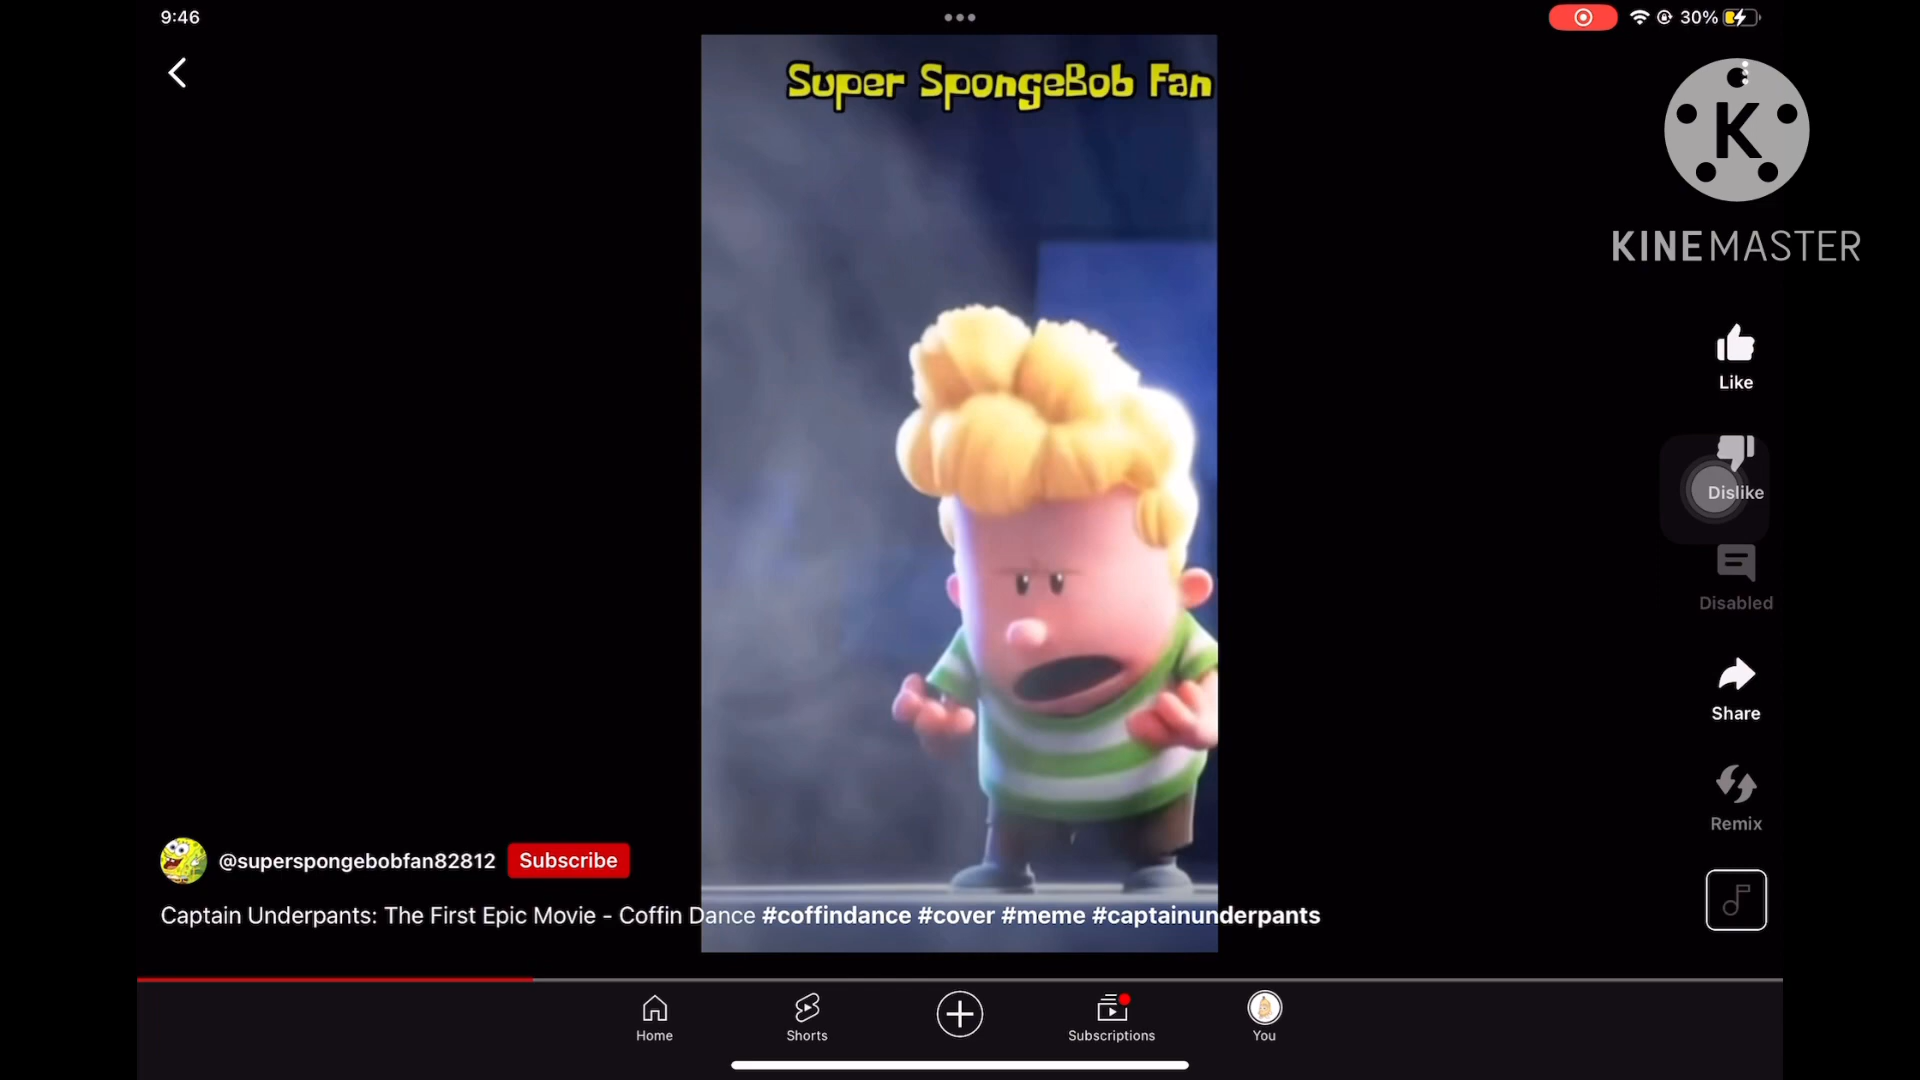 9:46
30%
Super SpongeBob Fan
K
KINEMASTER
Like
Dislike
Disabled
Share
Remix
@superspongebobfan82812
Subscribe
Captain Underpants: The First Epic Movie - Coffin Dance #coffindance #cover #meme #captainunderpants
Home
Shorts
Subscriptions
You